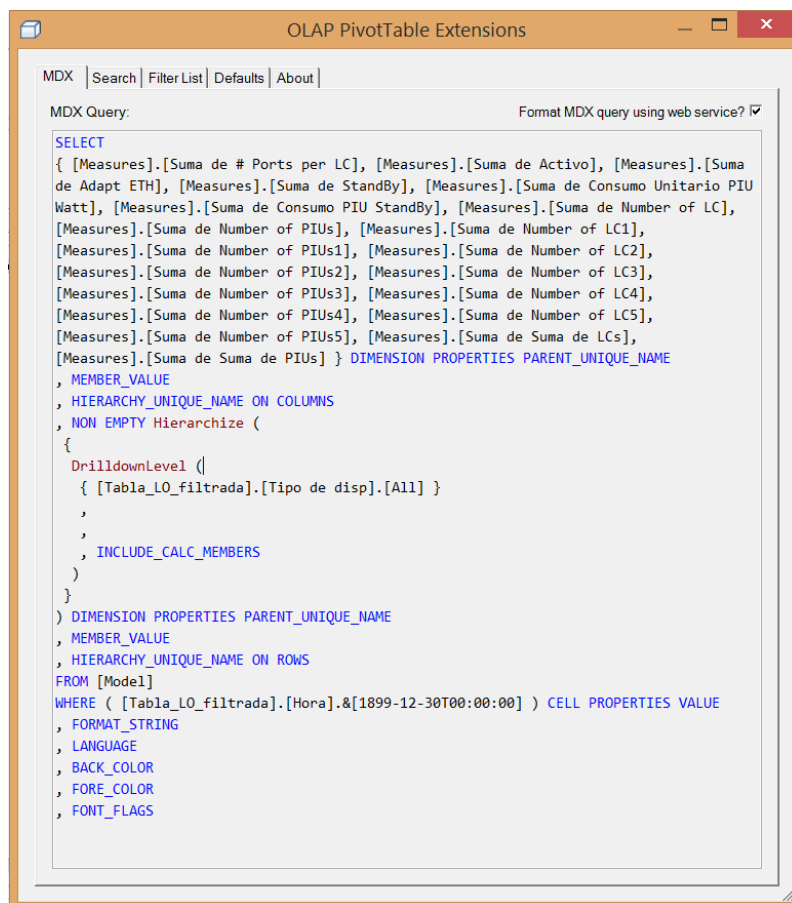 OLAP PivotTable Extensions
MDX Search Filter List Defaults About
MDX Query: Format MDX query using web service?
SELECT
{ [Measures].[Suma de # Ports per LC], [Measures].[Suma de Activo], [Measures].[Suma
de Adapt ETH], [Measures].[Suma de StandBy], [Measures].[Suma de Consumo Unitario PIU
Watt], [Measures].[Suma de Consumo PIU StandBy], [Measures].[Suma de Number of LC],
[Measures].[Suma de Number of PIUs], [Measures].[Suma de Number of LC1],
[Measures].[Suma de Number of PIUs1], [Measures].[Suma de Number of LC2],
[Measures].[Suma de Number of PIUs2], [Measures].[Suma de Number of LC3],
[Measures].[Suma de Number of PIUs3], [Measures].[Suma de Number of LC4],
[Measures].[Suma de Number of PIUs4], [Measures].[Suma de Number of LC5],
[Measures].[Suma de Number of PIUs5], [Measures].[Suma de Suma de LCs],
[Measures].[Suma de Suma de PIUs] } DIMENSION PROPERTIES PARENT_UNIQUE_NAME
, MEMBER_VALUE
, HIERARCHY_UNIQUE_NAME ON COLUMNS
, NON EMPTY Hierarchize (
{
DrilldownLevel (
{ [Tabla_LO_filtrada].[Tipo de disp].[All] }
,
,
, INCLUDE_CALC_MEMBERS
)
}
) DIMENSION PROPERTIES PARENT_UNIQUE_NAME
, MEMBER_VALUE
, HIERARCHY_UNIQUE_NAME ON ROWS
FROM [Model]
WHERE ( [Tabla_LO_filtrada].[Hora].&[1899-12-30T00:00:00] ) CELL PROPERTIES VALUE
, FORMAT_STRING
, LANGUAGE
, BACK_COLOR
, FORE_COLOR
, FONT_FLAGS